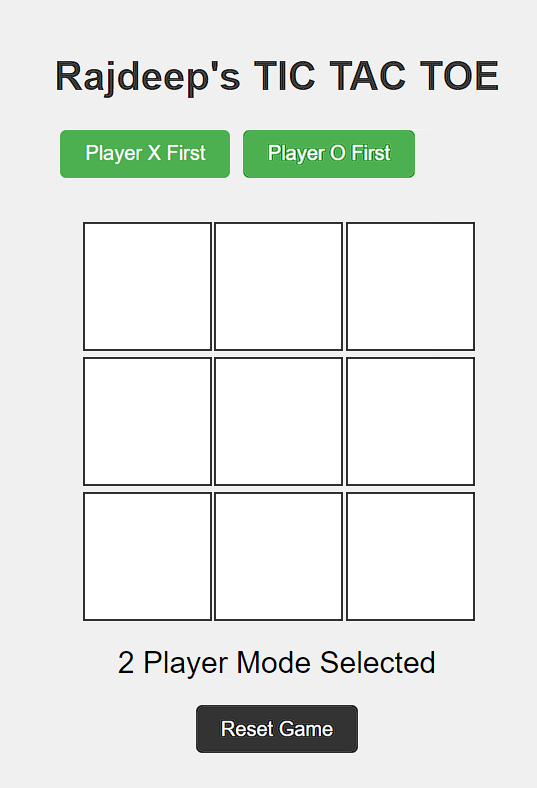 Rajdeep's TIC TAC TOE
Player X First Player O First
2 Player Mode Selected
Reset Game